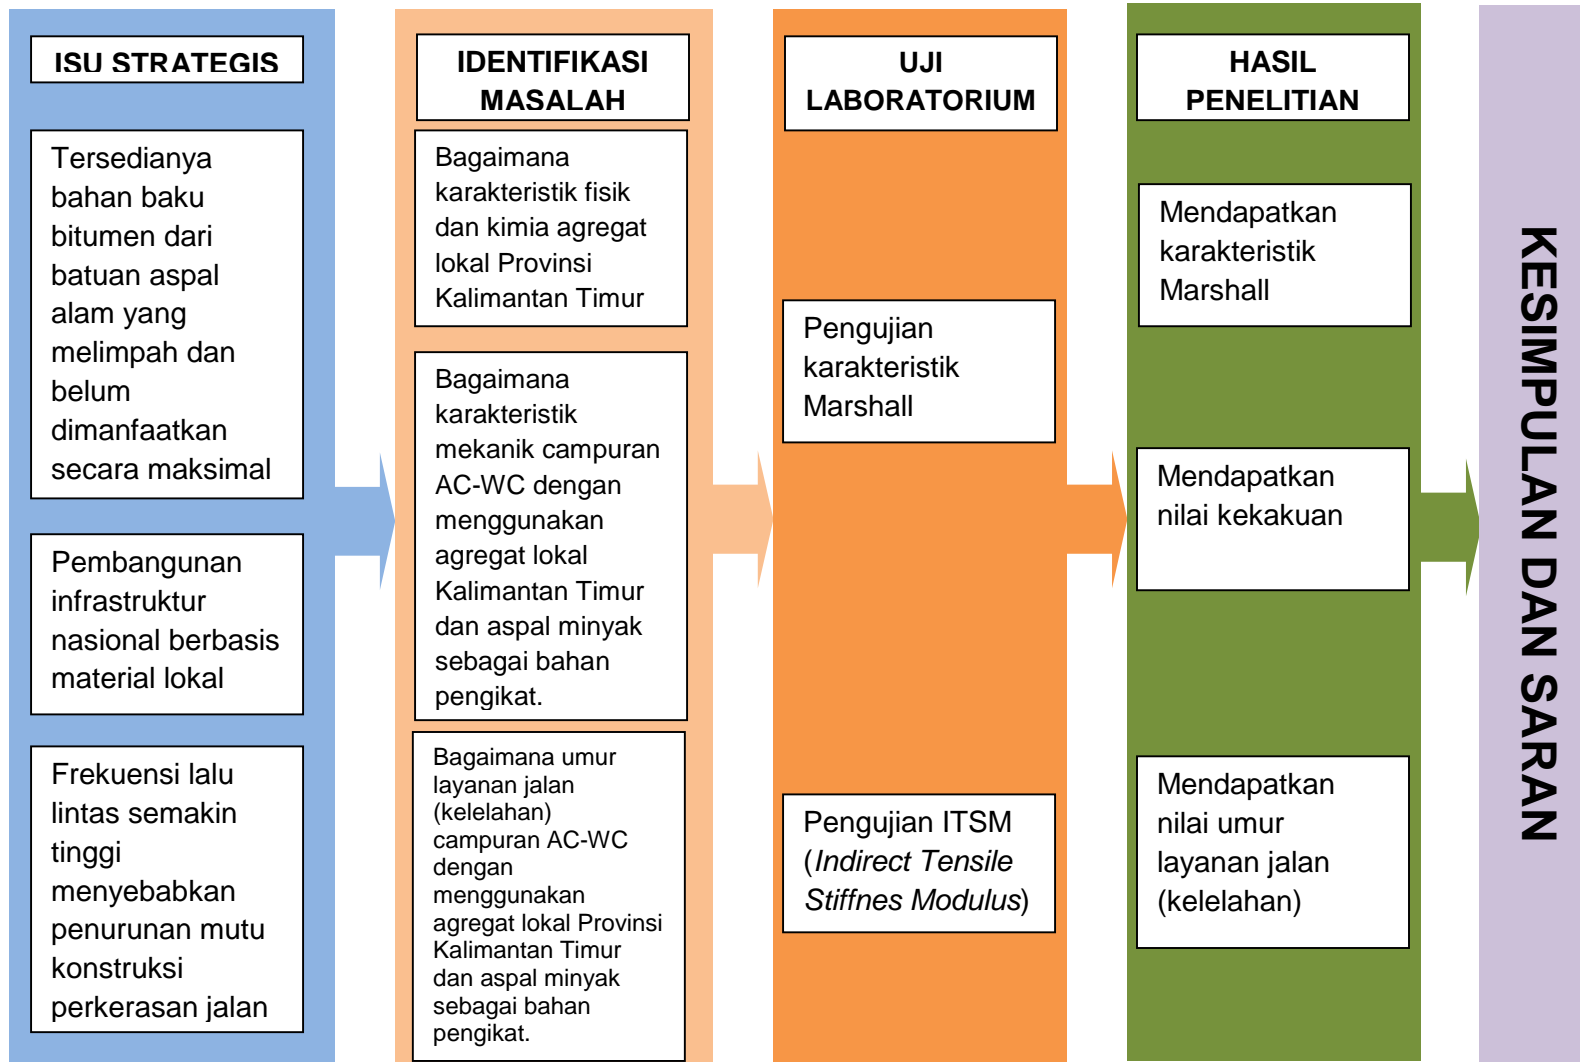 ISU STRATEGIS
Tersedianya
bahan baku
bitumen dari
batuan aspal
alam yang
melimpah dan
belum
dimanfaatkan
secara maksimal
Pembangunan
infrastruktur
nasional berbasis
material lokal
Frekuensi lalu
lintas semakin
tinggi
menyebabkan
penurunan mutu
konstruksi
perkerasan jalan
IDENTIFIKASI
MASALAH
Bagaimana
karakteristik fisik
dan kimia agregat
lokal Provinsi
Kalimantan Timur
Bagaimana
karakteristik
mekanik campuran
AC-WC dengan
menggunakan
agregat lokal
Kalimantan Timur
dan aspal minyak
sebagai bahan
pengikat.
Bagaimana umur
layanan jalan
(kelelahan)
campuran AC-WC
dengan
menggunakan
agregat lokal Provinsi
Kalimantan Timur
dan aspal minyak
sebagai bahan
pengikat.
UJI
LABORATORIUM
Pengujian
karakteristik
Marshall
Pengujian ITSM
(Indirect Tensile
Stiffnes Modulus)
HASIL
PENELITIAN
Mendapatkan
karakteristik
Marshall
Mendapatkan
nilai kekakuan
Mendapatkan
nilai umur
layanan jalan
(kelelahan)
KESIMPULAN DAN SARAN